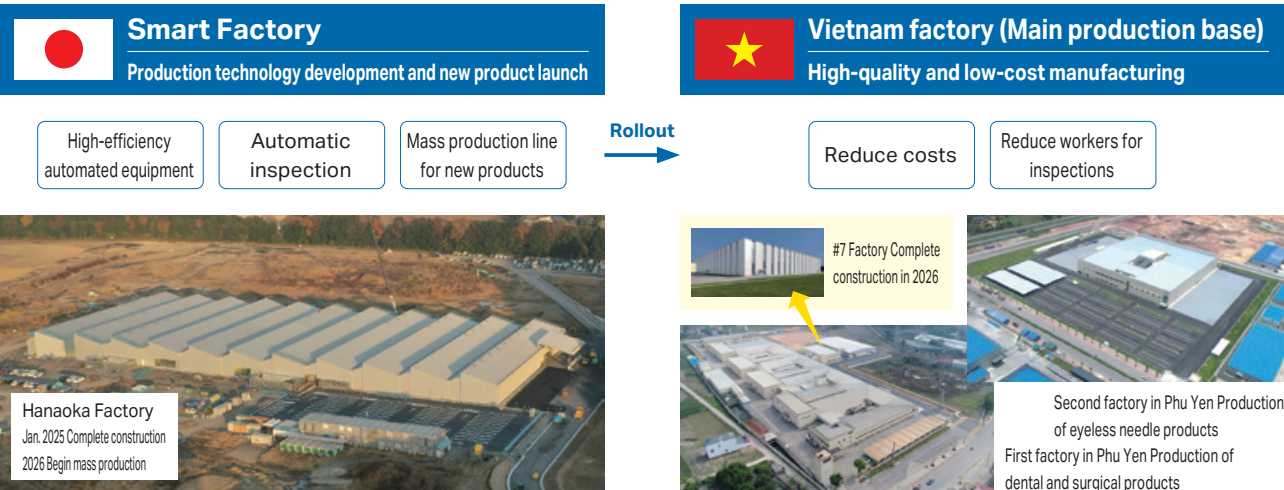 Smart Factory
Production technology development and new product launch
High-efficiency
automated equipment
Automatic
inspection
Mass production line
for new products
Rollout
Vietnam factory (Main production base)
High-quality and low-cost manufacturing
Reduce costs
Reduce workers for
inspections
Hanaoka Factory
Jan. 2025 Complete construction
2026 Begin mass production
#7 Factory Complete
construction in 2026
Second factory in Phu Yen Production
of eyeless needle products
First factory in Phu Yen Production of
dental and surgical products